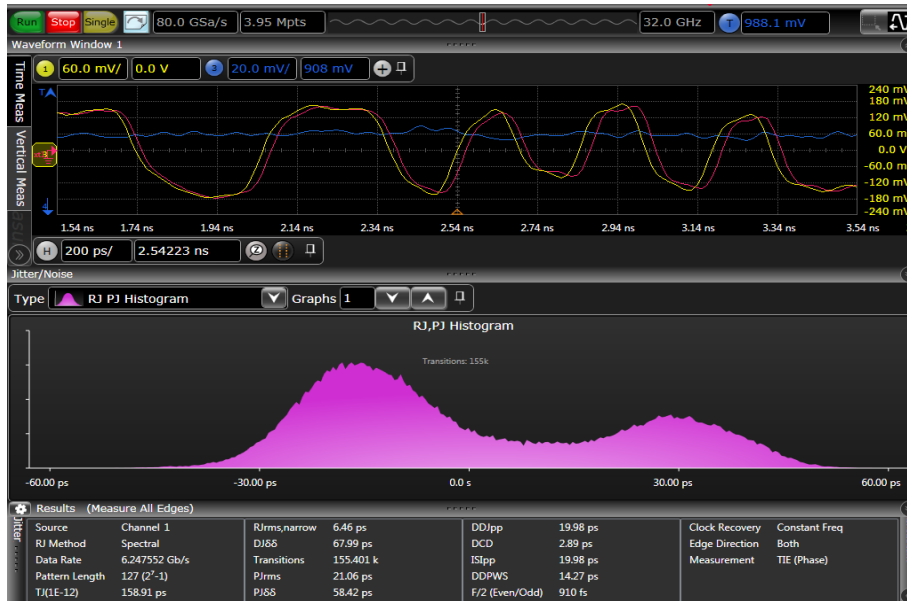 Run Stop Single 80.0 GSa/s 3.95 Mpts 32.0 GHz T 988.1 mV
Waveform Window 1
Time Meas
Vertical Meas
1 60.0 mV/ 0.0 V 3 20.0 mV/ 908 mV
T
240 mV
180 mV
120 mV
60.0 m
0.0 V
-60.0 m
-120 mV
-180 mV
-240 mV
1.54 ns 1.74 ns 1.94 ns 2.14 ns 2.34 ns 2.54 ns 2.74 ns 2.94 ns 3.14 ns 3.34 ns 3.54 ns
H 200 ps/ 2.54223 ns
Jitter/Noise
Type RJ PJ Histogram Graphs 1
RJ,PJ Histogram
Transitions: 155k
-60.00 ps -30.00 ps 0.0 s 30.00 ps 60.00 ps
Results (Measure All Edges)
Jitter
Source Channel 1 RJrms,narrow 6.46 ps DDJpp 19.98 ps Clock Recovery Constant Freq
RJ Method Spectral DJδδ 67.99 ps DCD 2.89 ps Edge Direction Both
Data Rate 6.247552 Gb/s Transitions 155.401 k ISIpp 19.98 ps Measurement TIE (Phase)
Pattern Length 127 (2⁷-1) PJrms 21.06 ps DDPWS 14.27 ps
TJ(1E-12) 158.91 ps PJδδ 58.42 ps F/2 (Even/Odd) 910 fs